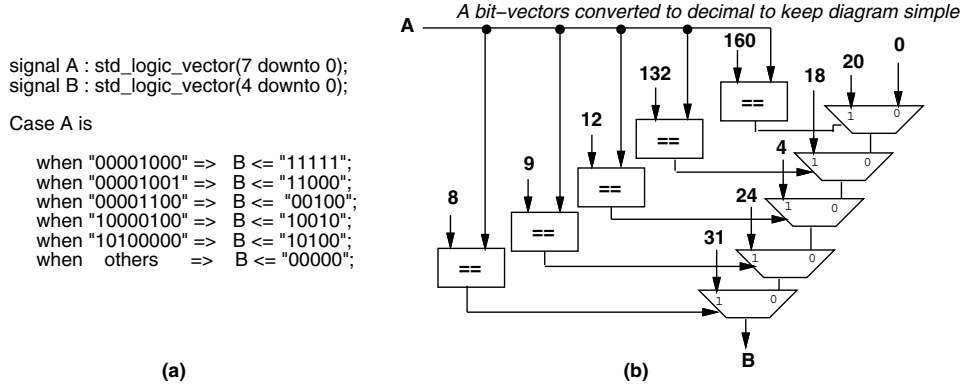 A bit-vectors converted to decimal to keep diagram simple
signal A : std_logic_vector(7 downto 0);
signal B : std_logic_vector(4 downto 0);
Case A is
when "00001000" => B <= "11111";
when "00001001" => B <= "11000";
when "00001100" => B <= "00100";
when "10000100" => B <= "10010";
when "10100000" => B <= "10100";
when others => B <= "00000";
(a)
A
160
0
132
18
20
==
1 0
12
==
1 0
9
4
==
1 0
8
24
==
1 0
31
==
1 0
B
(b)